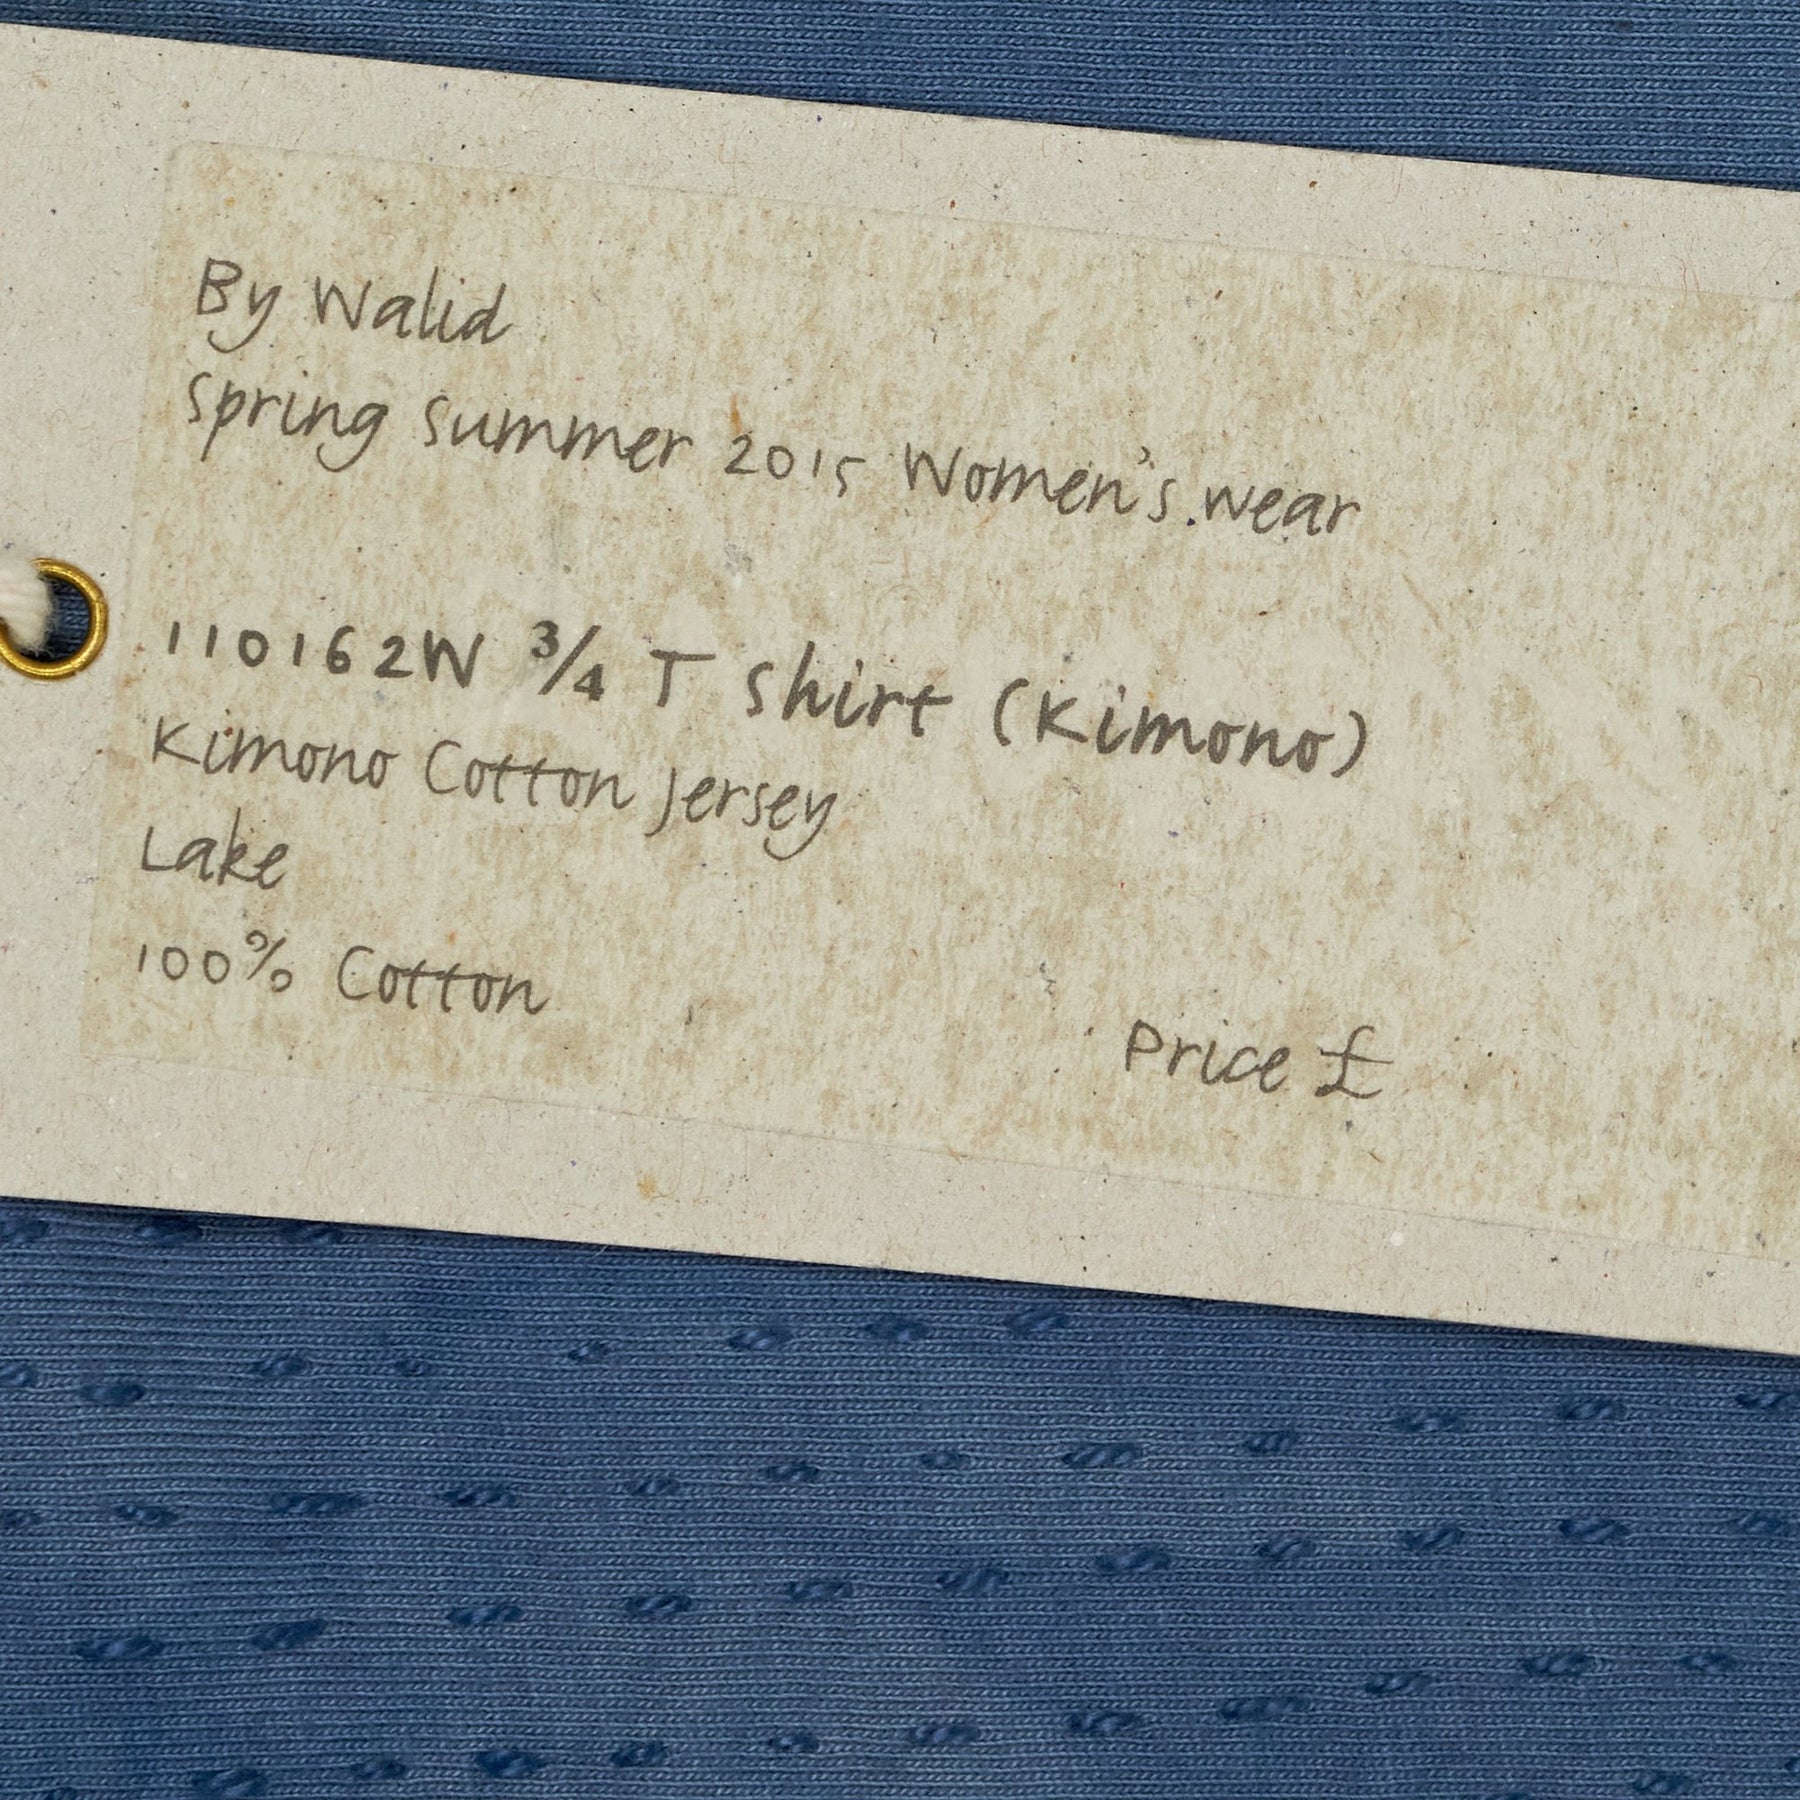 By Walid
Spring Summer 2015 Women's.wear
110162W ¾ T Shirt (Kimono)
Kimono Cotton Jersey
Lake
100% Cotton
Price £